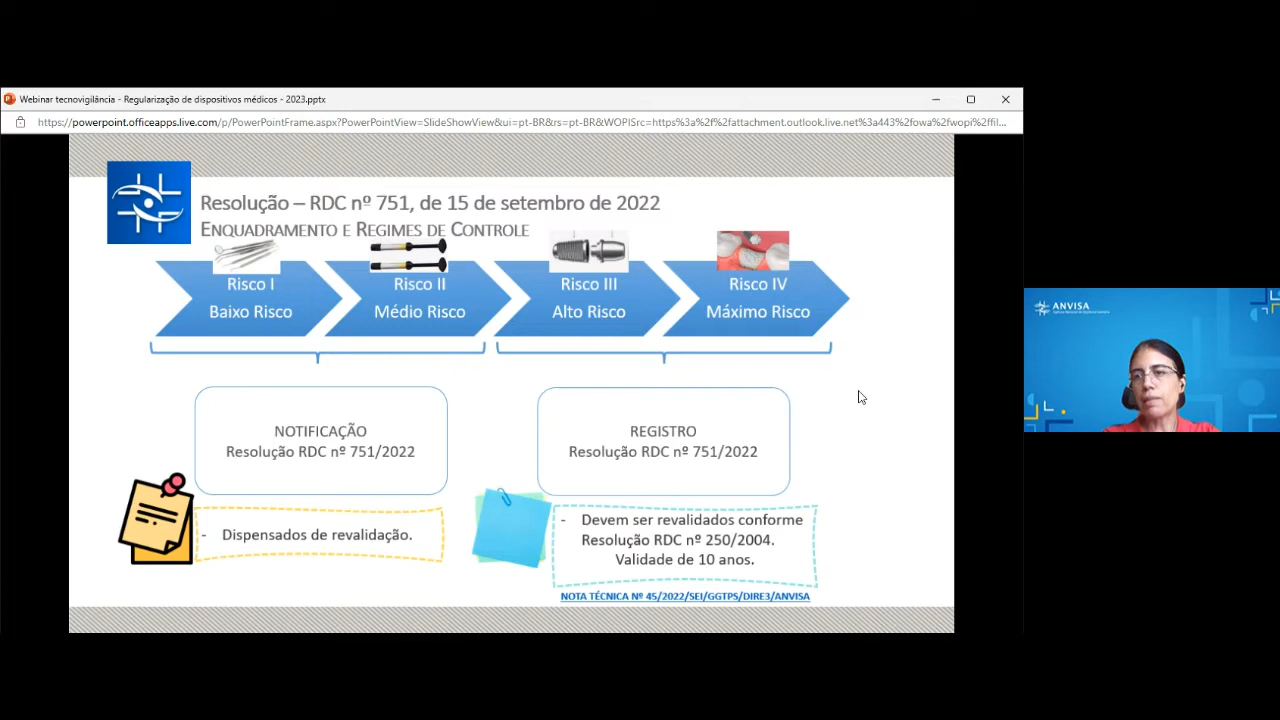 Webinar tecnovigilância - Regularização de dispositivos médicos - 2023.pptx
https://powerpoint.officeapps.live.com/p/PowerPointFrame.aspx?PowerPointView=SlideShowView&ui=pt-BR&rs=pt-BR&WOPISrc=https%3a%2f%2fattachment.outlook.live.net%3a443%2fowa%2fwopi%2ffil...
Resolução – RDC nº 751, de 15 de setembro de 2022
ENQUADRAMENTO E REGIMES DE CONTROLE
Risco I
Baixo Risco
Risco II
Médio Risco
Risco III
Alto Risco
Risco IV
Máximo Risco
NOTIFICAÇÃO
Resolução RDC nº 751/2022
REGISTRO
Resolução RDC nº 751/2022
- Dispensados de revalidação.
- Devem ser revalidados conforme
Resolução RDC nº 250/2004.
Validade de 10 anos.
NOTA TÉCNICA Nº 45/2022/SEI/GGTPS/DIRE3/ANVISA
ANVISA